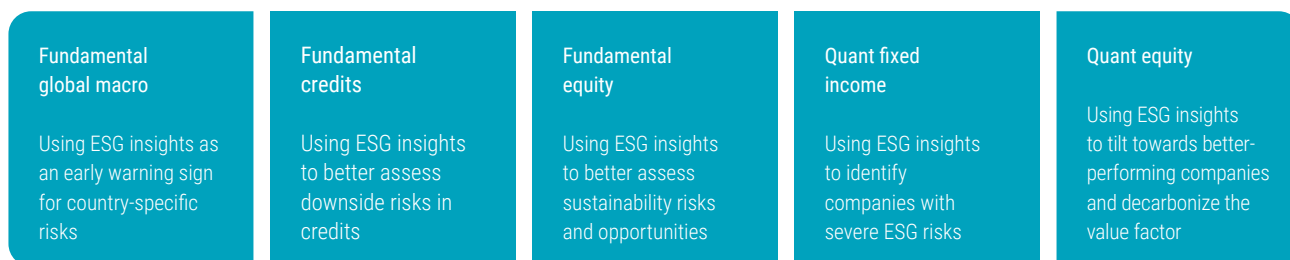 Fundamental
global macro
Using ESG insights as
an early warning sign
for country-specific
risks
Fundamental
credits
Using ESG insights
to better assess
downside risks in
credits
Fundamental
equity
Using ESG insights
to better assess
sustainability risks
and opportunities
Quant fixed
income
Using ESG insights
to identify
companies with
severe ESG risks
Quant equity
Using ESG insights
to tilt towards better-
performing companies
and decarbonize the
value factor